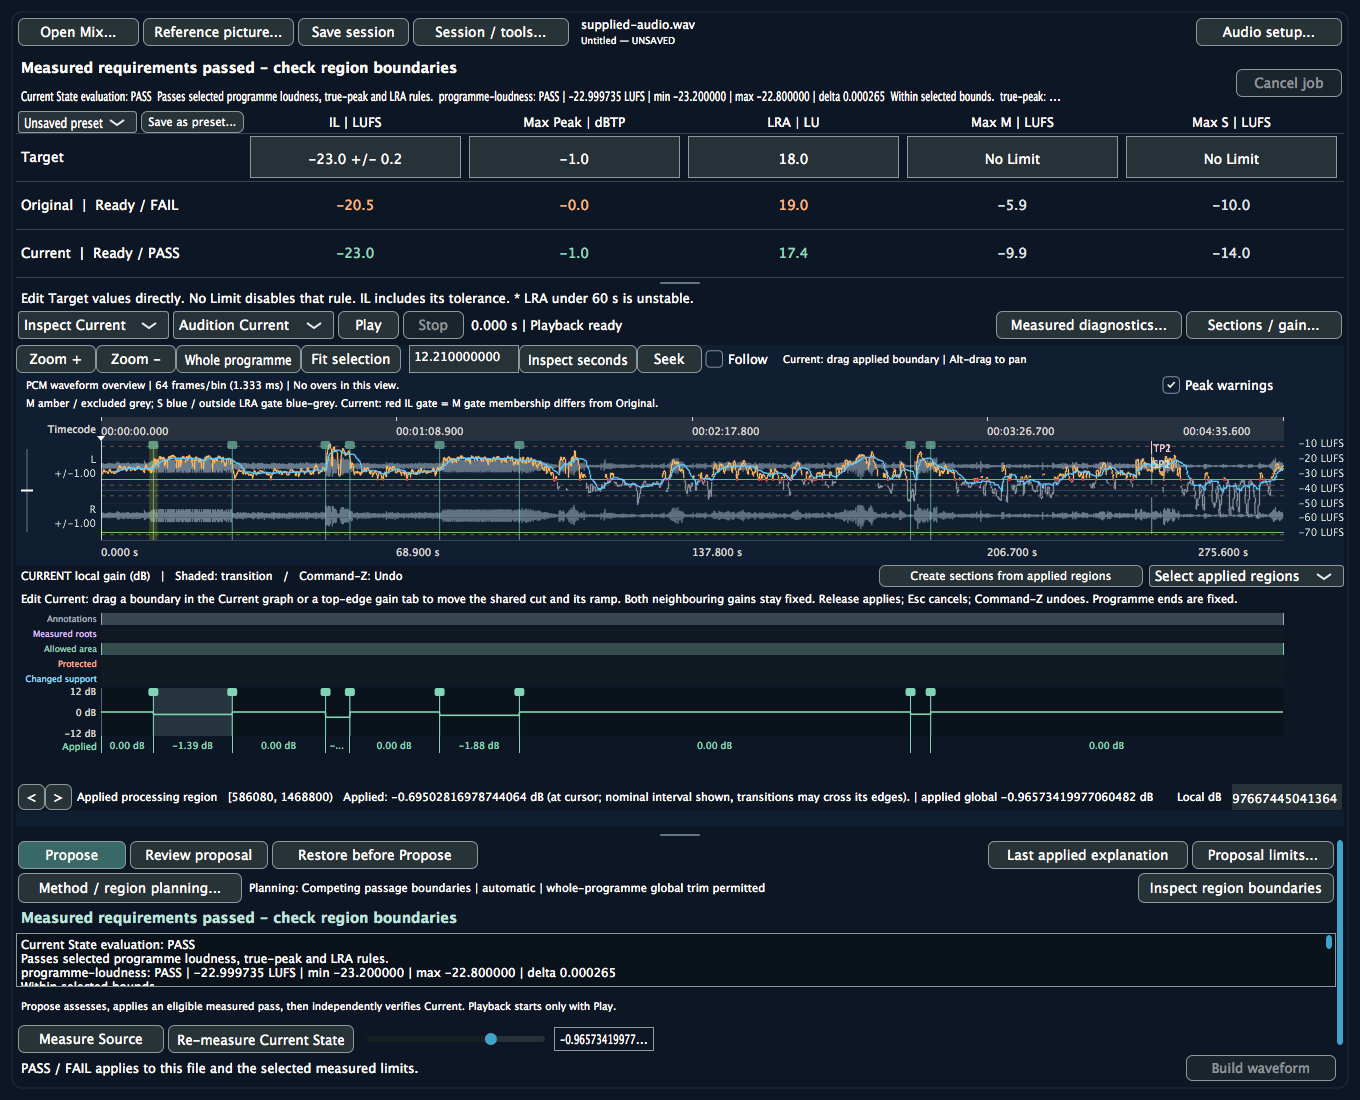 Open Mix... Reference picture... Save session Session / tools... supplied-audio.wav Audio setup...
Untitled — UNSAVED
Measured requirements passed – check region boundaries
Cancel job
Current State evaluation: PASS Passes selected programme loudness, true-peak and LRA rules. programme-loudness: PASS | -22.999735 LUFS | min -23.200000 | max -22.800000 | delta 0.000265 Within selected bounds. true-peak: ...
Unsaved preset Save as preset... IL | LUFS Max Peak | dBTP LRA | LU Max M | LUFS Max S | LUFS
Target -23.0 +/- 0.2 -1.0 18.0 No Limit No Limit
Original | Ready / FAIL -20.5 -0.0 19.0 -5.9 -10.0
Current | Ready / PASS -23.0 -1.0 17.4 -9.9 -14.0
Edit Target values directly. No Limit disables that rule. IL includes its tolerance. * LRA under 60 s is unstable.
Inspect Current Audition Current Play Stop 0.000 s | Playback ready Measured diagnostics... Sections / gain...
Zoom + Zoom – Whole programme Fit selection 12.210000000 Inspect seconds Seek Follow Current: drag applied boundary | Alt-drag to pan
PCM waveform overview | 64 frames/bin (1.333 ms) | No overs in this view. Peak warnings
M amber / excluded grey; S blue / outside LRA gate blue-grey. Current: red IL gate = M gate membership differs from Original.
Timecode 00:00:00.000 00:01:08.900 00:02:17.800 00:03:26.700 00:04:35.600
-10 LUFS
TP2
L -20 LUFS
+/-1.00 -30 LUFS
-40 LUFS
-50 LUFS
R
+/-1.00 -60 LUFS
-70 LUFS
0.000 s 68.900 s 137.800 s 206.700 s 275.600 s
CURRENT local gain (dB) | Shaded: transition / Command-Z: Undo Create sections from applied regions Select applied regions
Edit Current: drag a boundary in the Current graph or a top-edge gain tab to move the shared cut and its ramp. Both neighbouring gains stay fixed. Release applies; Esc cancels; Command-Z undoes. Programme ends are fixed.
Annotations
Measured roots
Allowed area
Protected
Changed support
12 dB
0 dB
-12 dB
Applied 0.00 dB -1.39 dB 0.00 dB -... 0.00 dB -1.88 dB 0.00 dB 0.00 dB
< > Applied processing region [586080, 1468800) Applied: -0.69502816978744064 dB (at cursor; nominal interval shown, transitions may cross its edges). | applied global -0.96573419977060482 dB Local dB 97667445041364
Propose Review proposal Restore before Propose Last applied explanation Proposal limits...
Method / region planning... Planning: Competing passage boundaries | automatic | whole-programme global trim permitted Inspect region boundaries
Measured requirements passed – check region boundaries
Current State evaluation: PASS
Passes selected programme loudness, true-peak and LRA rules.
programme-loudness: PASS | -22.999735 LUFS | min -23.200000 | max -22.800000 | delta 0.000265
Within selected bounds
Propose assesses, applies an eligible measured pass, then independently verifies Current. Playback starts only with Play.
Measure Source Re-measure Current State -0.96573419977...
PASS / FAIL applies to this file and the selected measured limits. Build waveform